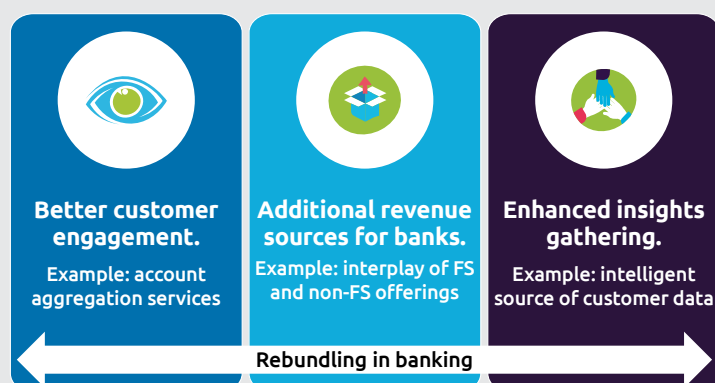 Better customer
engagement.
Example: account
aggregation services
Additional revenue
sources for banks.
Example: interplay of FS
and non-FS offerings
Enhanced insights
gathering.
Example: intelligent
source of customer data
Rebundling in banking